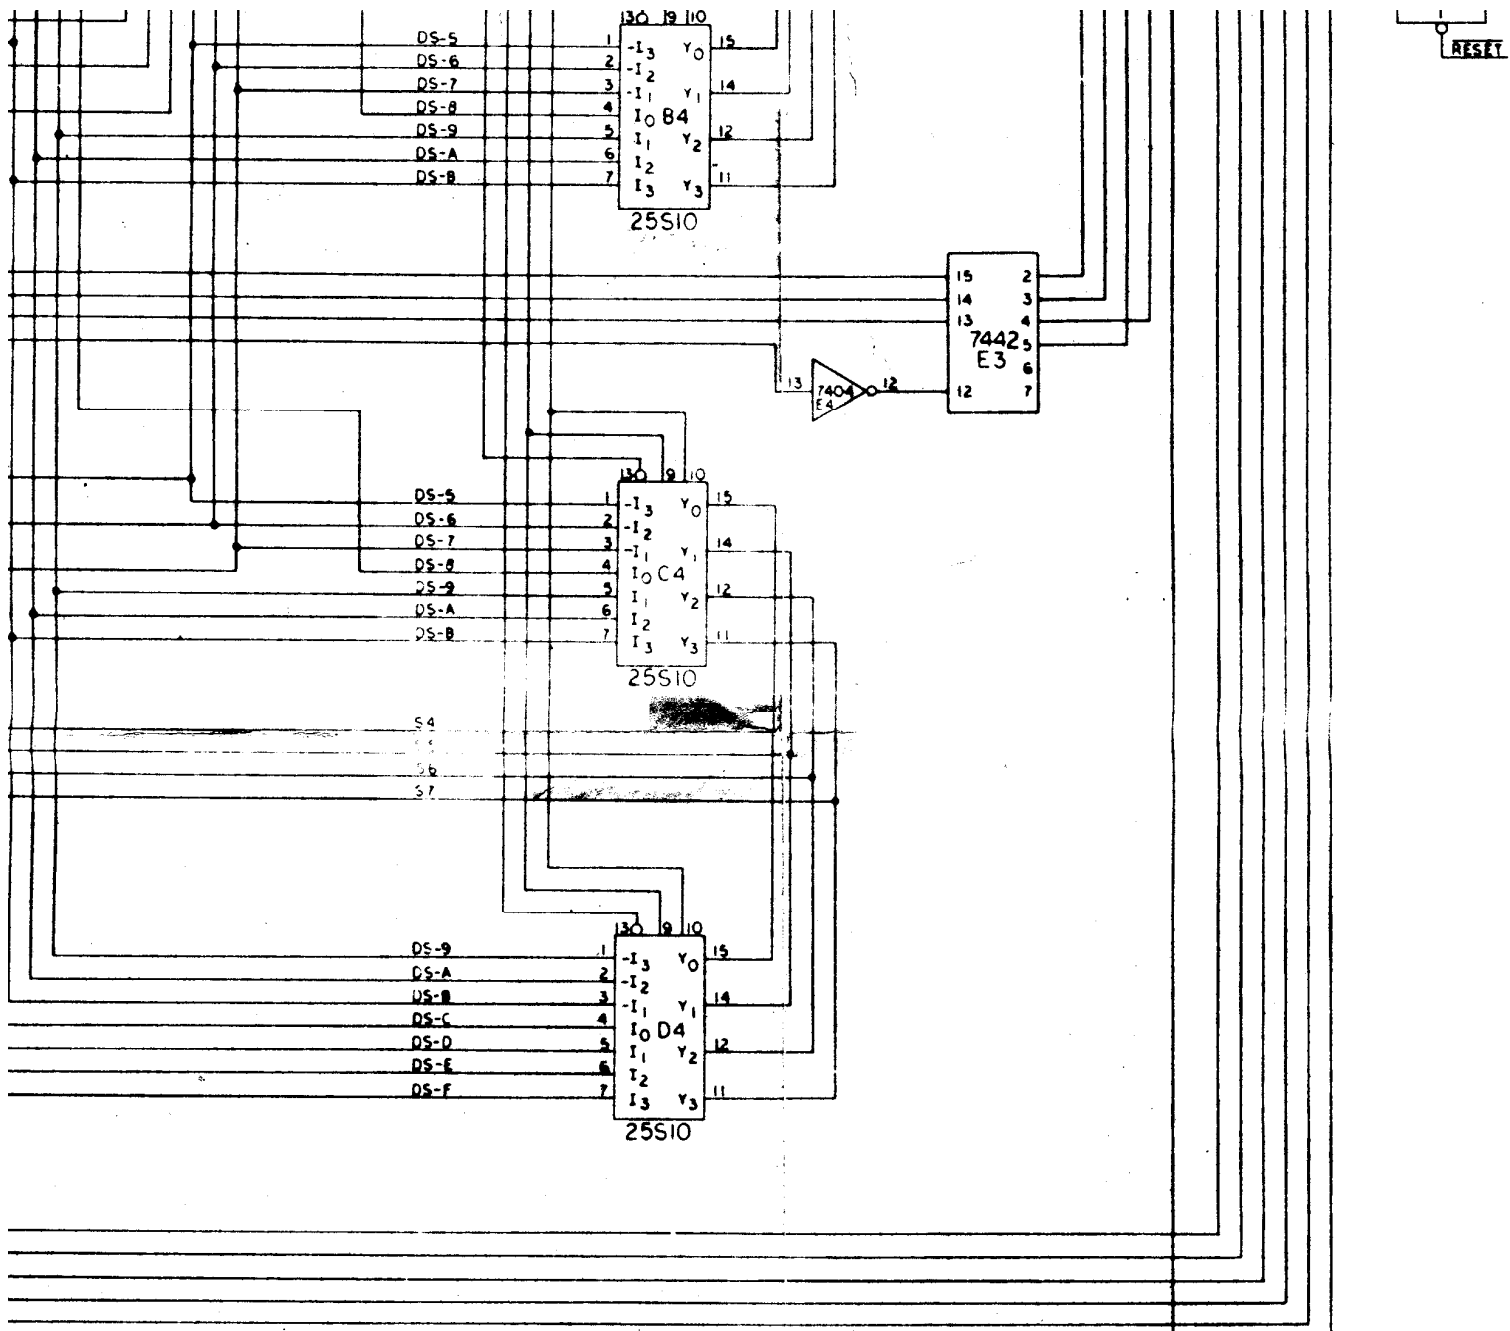 13 9 10
RESET
DS-5 1 -I3 Y0 15
DS-6 2 -I2
DS-7 3 -I1 Y1 14
DS-8 4 I0 B4
DS-9 5 I1 Y2 12
DS-A 6 I2
DS-B 7 I3 Y3 11
25S10
15 2
14 3
13 4
7442 5
E3
6
13 7404 12 12 7
E4
13 9 10
DS-5 1 -I3 Y0 15
DS-6 2 -I2
DS-7 3 -I1 Y1 14
DS-8 4 I0 C4
DS-9 5 I1 Y2 12
DS-A 6 I2
DS-B 7 I3 Y3 11
25S10
S4
S6
S7
13 9 10
DS-9 1 -I3 Y0 15
DS-A 2 -I2
DS-B 3 -I1 Y1 14
DS-C 4 I0 D4
DS-D 5 I1 Y2 12
DS-E 6 I2
DS-F 7 I3 Y3 11
25S10